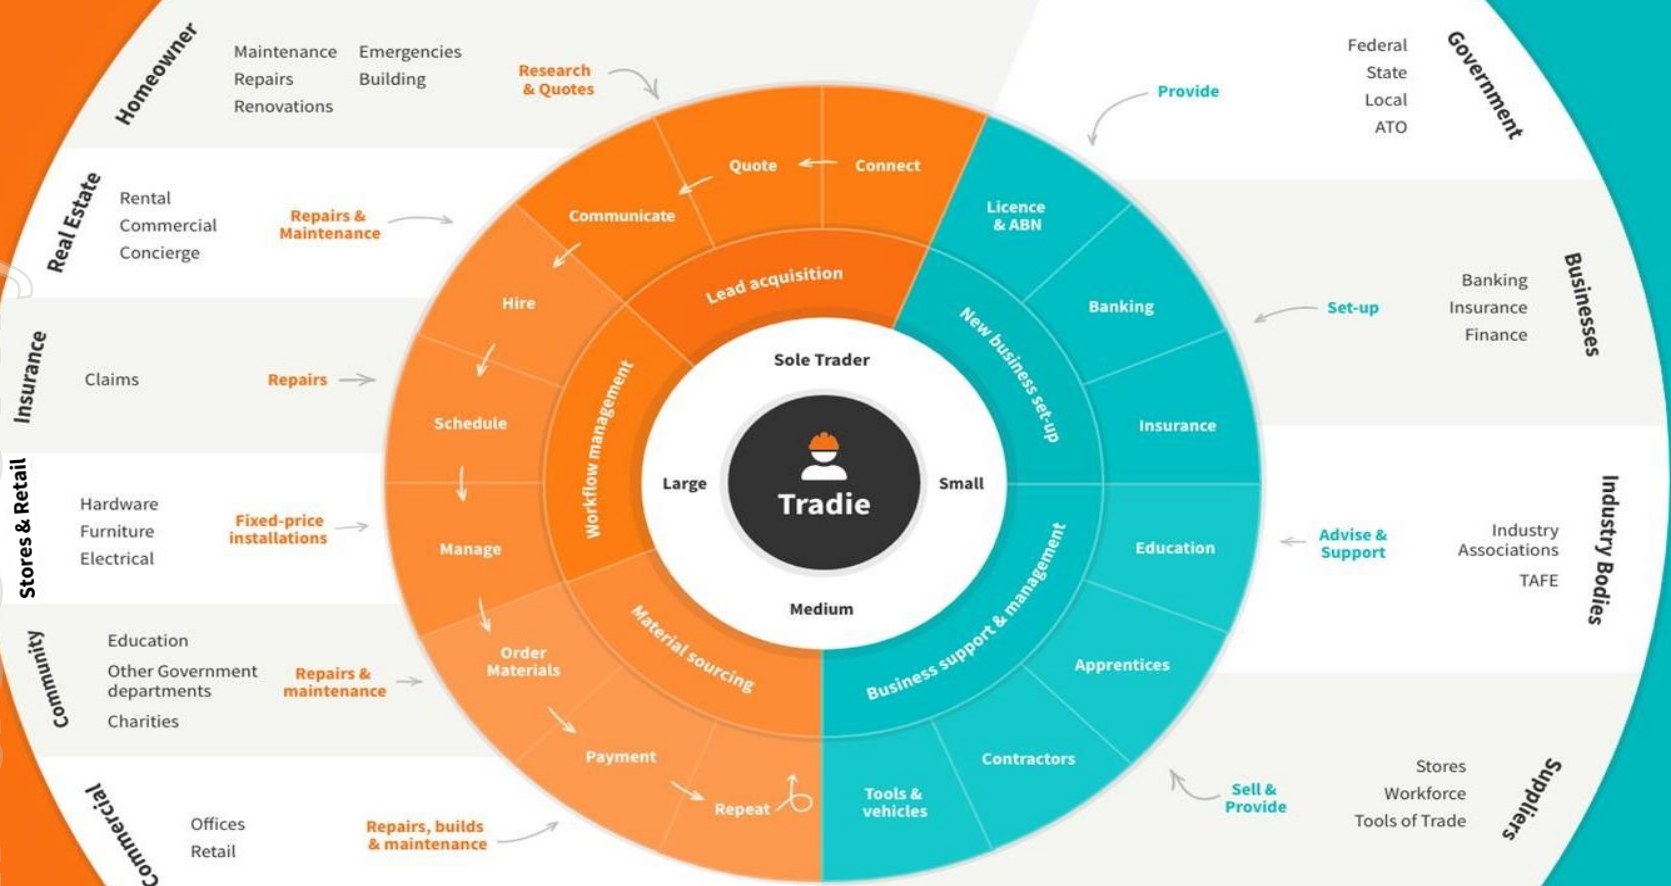 Homeowner
Maintenance
Repairs
Renovations
Emergencies
Building
Research
& Quotes
Real Estate
Rental
Commercial
Concierge
Repairs &
Maintenance
Insurance
Claims
Repairs
Stores & Retail
Hardware
Furniture
Electrical
Fixed-price
installations
Community
Education
Other Government
departments
Charities
Repairs &
maintenance
Commercial
Offices
Retail
Repairs, builds
& maintenance
Connect
Quote
Communicate
Hire
Schedule
Manage
Order
Materials
Payment
Repeat
Lead acquisition
Workflow management
Material sourcing
Sole Trader
Large
Small
Medium
Tradie
New business set-up
Business support & management
Licence
& ABN
Banking
Insurance
Education
Apprentices
Contractors
Tools &
vehicles
Provide
Federal
State
Local
ATO
Government
Set-up
Banking
Insurance
Finance
Businesses
Advise &
Support
Industry
Associations
TAFE
Industry Bodies
Sell &
Provide
Stores
Workforce
Tools of Trade
Suppliers